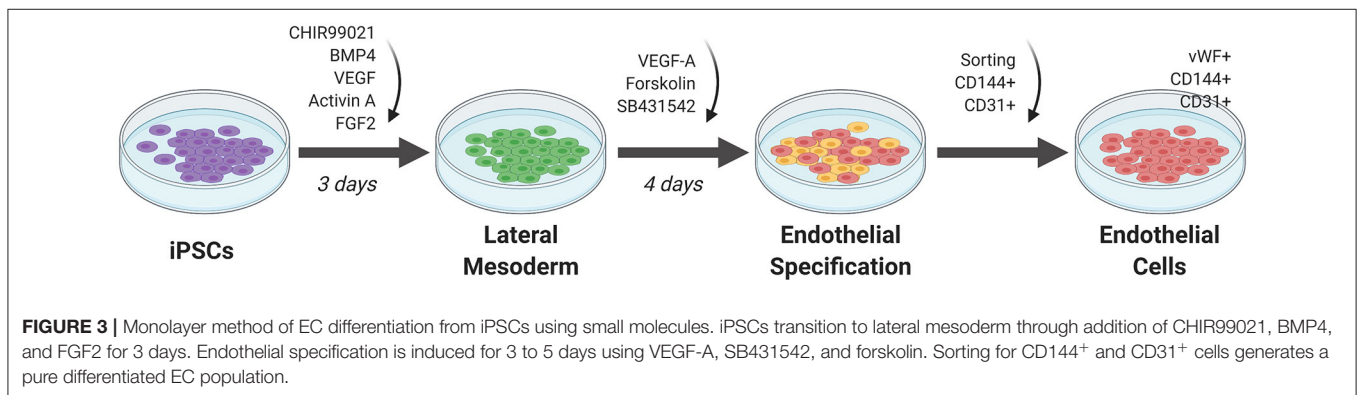 CHIR99021
BMP4
VEGF
Activin A
FGF2
3 days
VEGF-A
Forskolin
SB431542
4 days
Sorting
CD144+
CD31+
vWF+
CD144+
CD31+
iPSCs
Lateral
Mesoderm
Endothelial
Specification
Endothelial
Cells
FIGURE 3 | Monolayer method of EC differentiation from iPSCs using small molecules. iPSCs transition to lateral mesoderm through addition of CHIR99021, BMP4,
and FGF2 for 3 days. Endothelial specification is induced for 3 to 5 days using VEGF-A, SB431542, and forskolin. Sorting for CD144⁺ and CD31⁺ cells generates a
pure differentiated EC population.